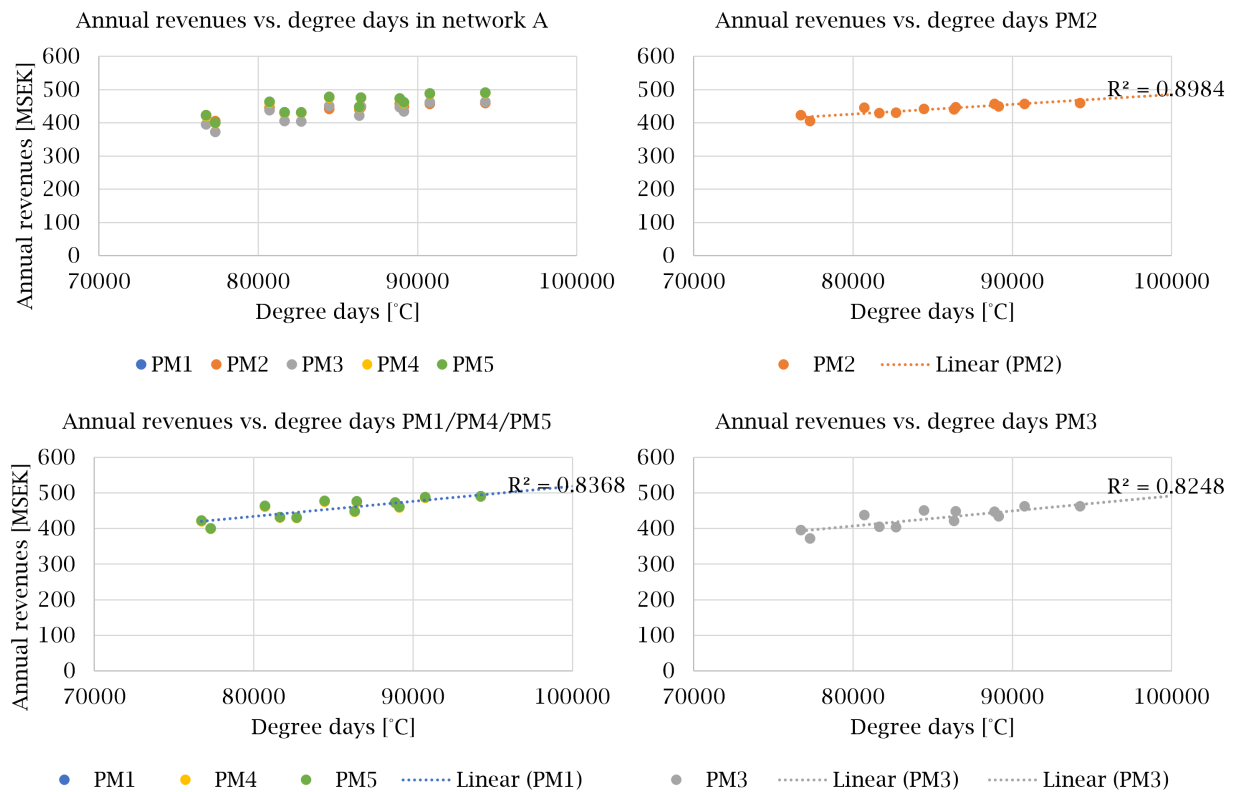 Annual revenues vs. degree days in network A
Annual revenues [MSEK]
600
500
400
300
200
100
0
70000 80000 90000 100000
Degree days [°C]
PM1 PM2 PM3 PM4 PM5
Annual revenues vs. degree days PM2
600
500
400
300
200
100
0
R² = 0.8984
70000 80000 90000 100000
Degree days [°C]
PM2 Linear (PM2)
Annual revenues vs. degree days PM1/PM4/PM5
Annual revenues [MSEK]
600
500
400
300
200
100
0
R² = 0.8368
70000 80000 90000 100000
Degree days [°C]
PM1 PM4 PM5 Linear (PM1)
Annual revenues vs. degree days PM3
600
500
400
300
200
100
0
R² = 0.8248
70000 80000 90000 100000
Degree days [°C]
PM3 Linear (PM3) Linear (PM3)